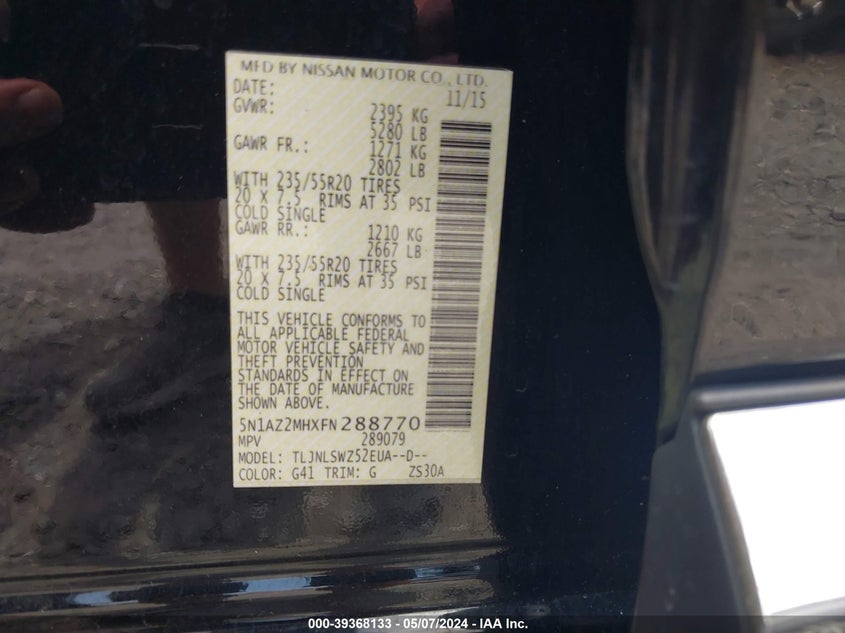 MFD BY NISSAN MOTOR CO., LTD.
DATE: 11/15
GVWR: 2395 KG
5280 LB
GAWR FR.: 1271 KG
2802 LB
WITH 235/55R20 TIRES
20 X 7.5 RIMS AT 35 PSI
COLD SINGLE
GAWR RR.: 1210 KG
2667 LB
WITH 235/55R20 TIRES
20 X 7.5 RIMS AT 35 PSI
COLD SINGLE
THIS VEHICLE CONFORMS TO
ALL APPLICABLE FEDERAL
MOTOR VEHICLE SAFETY AND
THEFT PREVENTION
STANDARDS IN EFFECT ON
THE DATE OF MANUFACTURE
SHOWN ABOVE.
5N1AZ2MHXFN288770
MPV 289079
MODEL: TLJNLSWZ52EUA--D--
COLOR: G41 TRIM: G ZS30A
000-39368133 - 05/07/2024 - IAA Inc.